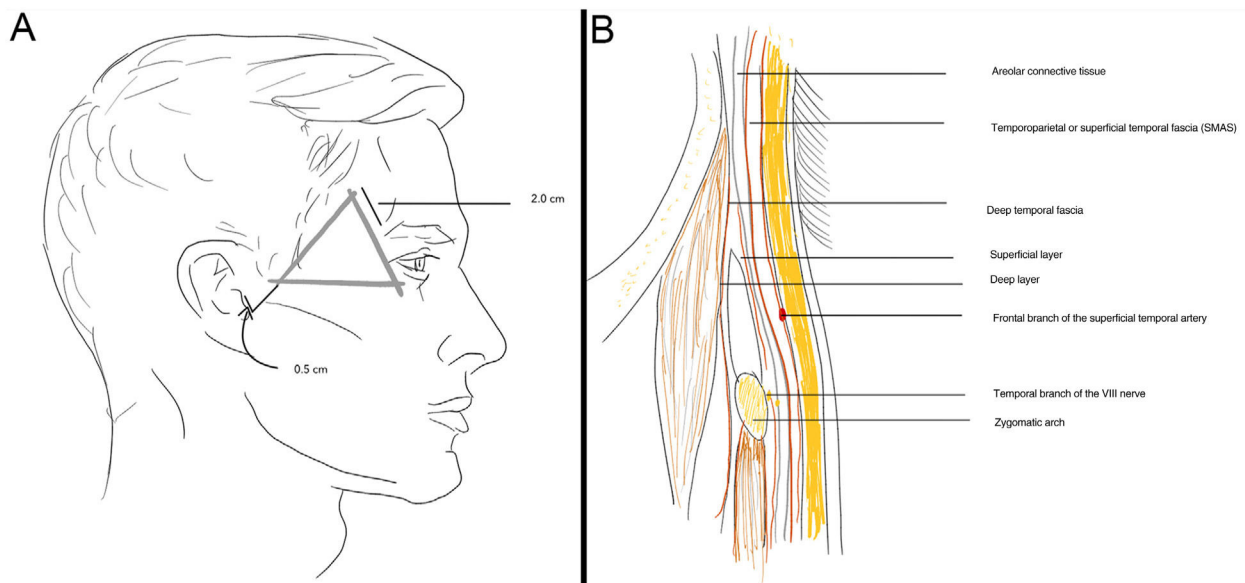 A
2.0 cm
0.5 cm
B
Areolar connective tissue
Temporoparietal or superficial temporal fascia (SMAS)
Deep temporal fascia
Superficial layer
Deep layer
Frontal branch of the superficial temporal artery
Temporal branch of the VIII nerve
Zygomatic arch